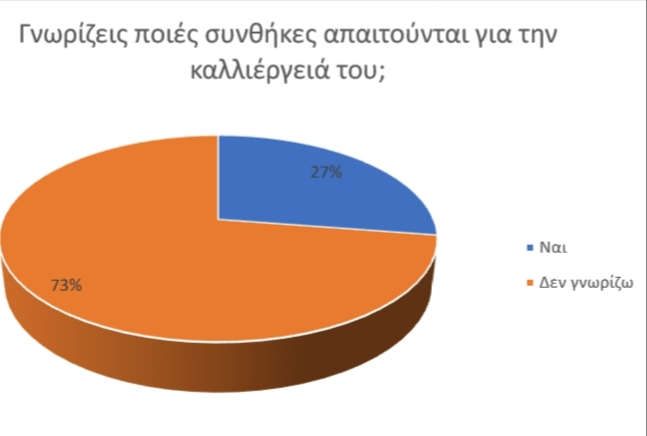 Γνωρίζεις ποιές συνθήκες απαιτούνται για την
καλλιέργειά του;
27%
73%
Ναι
Δεν γνωρίζω